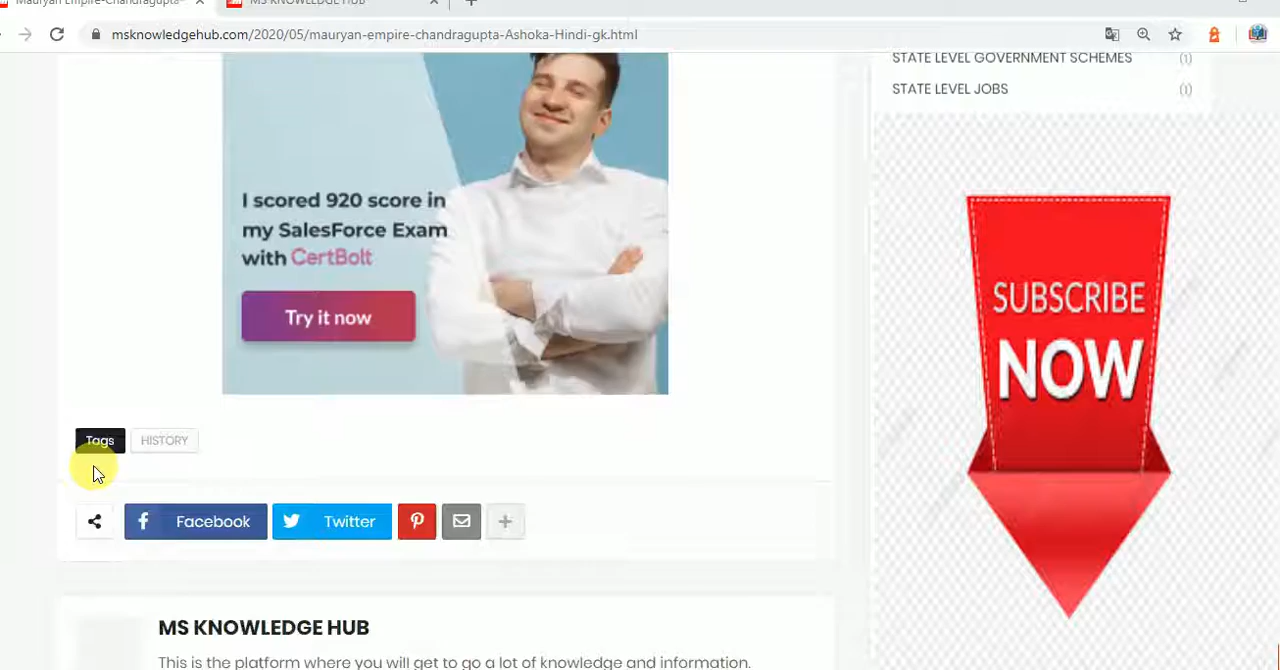 Mauryan Empire-Chandragupta-
MS KNOWLEDGE HUB
msknowledgehub.com/2020/05/mauryan-empire-chandragupta-Ashoka-Hindi-gk.html
STATE LEVEL GOVERNMENT SCHEMES (1)
STATE LEVEL JOBS (1)
I scored 920 score in
my SalesForce Exam
with CertBolt
Try it now
SUBSCRIBE
NOW
Tags HISTORY
Facebook Twitter
MS KNOWLEDGE HUB
This is the platform where you will get to go a lot of knowledge and information.